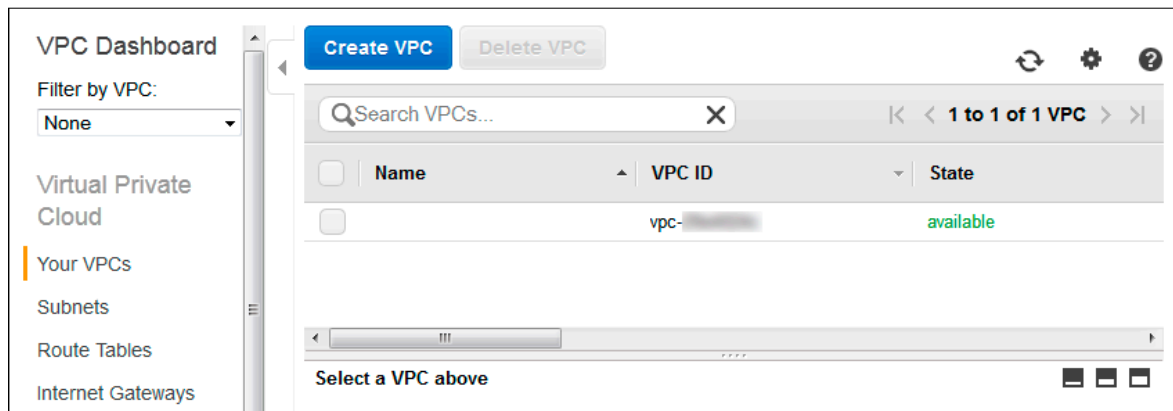 VPC Dashboard
Filter by VPC:
None
Virtual Private
Cloud
Your VPCs
Subnets
Route Tables
Internet Gateways
Create VPC Delete VPC
Search VPCs...
1 to 1 of 1 VPC
Name VPC ID State
vpc- available
Select a VPC above